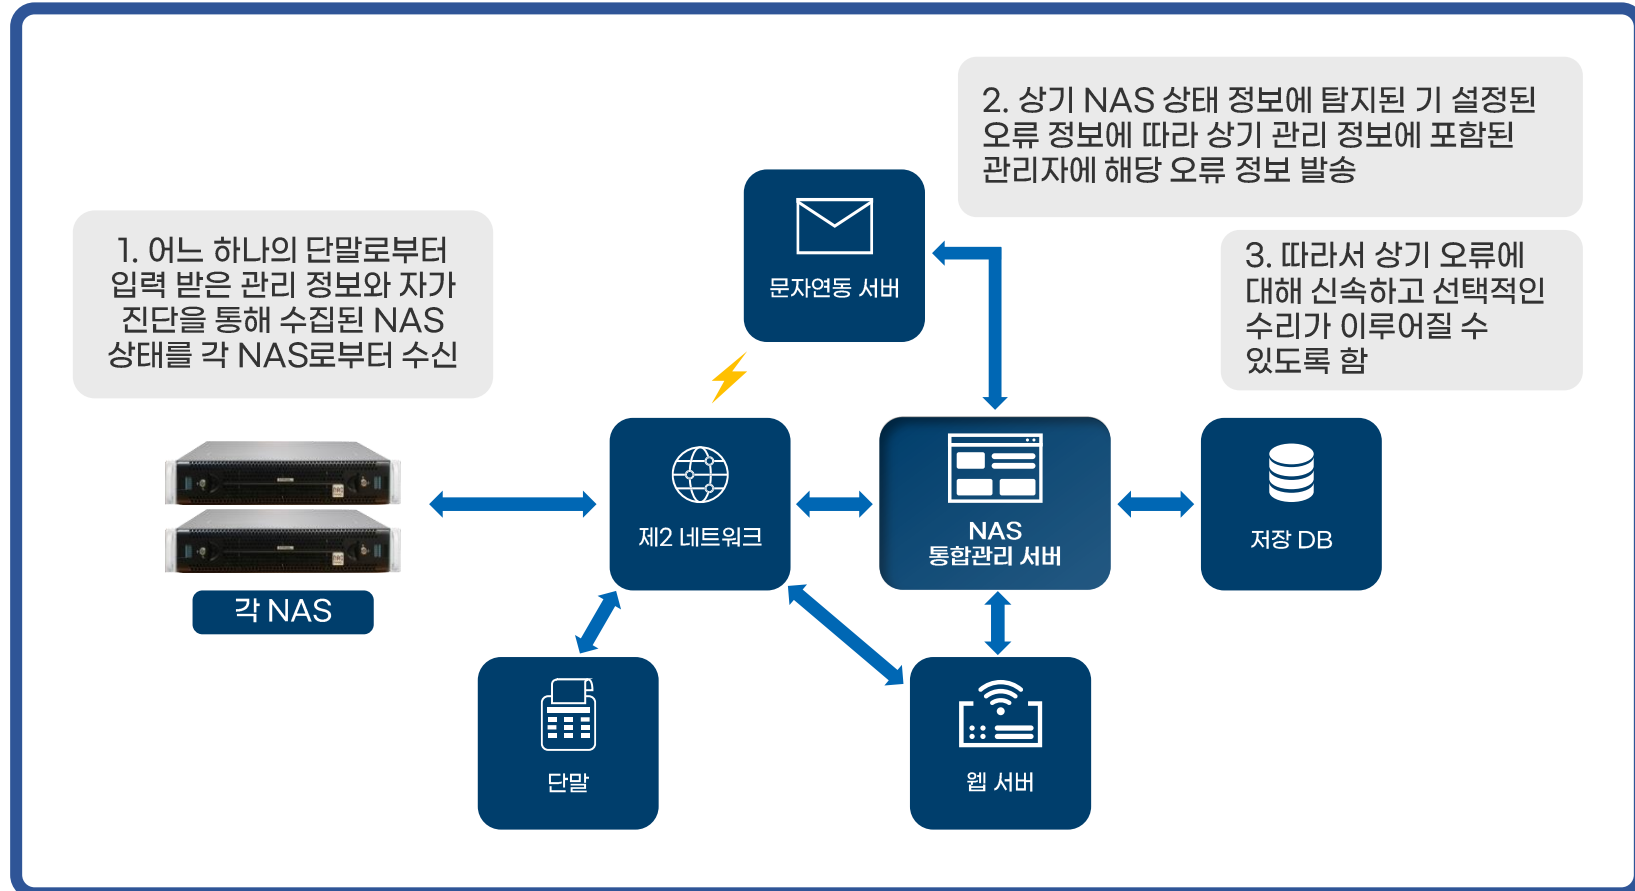 1. 어느 하나의 단말로부터
입력 받은 관리 정보와 자가
진단을 통해 수집된 NAS
상태를 각 NAS로부터 수신
2. 상기 NAS 상태 정보에 탐지된 기 설정된
오류 정보에 따라 상기 관리 정보에 포함된
관리자에 해당 오류 정보 발송
3. 따라서 상기 오류에
대해 신속하고 선택적인
수리가 이루어질 수
있도록 함
문자연동 서버
각 NAS
제2 네트워크
NAS
통합관리 서버
저장 DB
단말
웹 서버